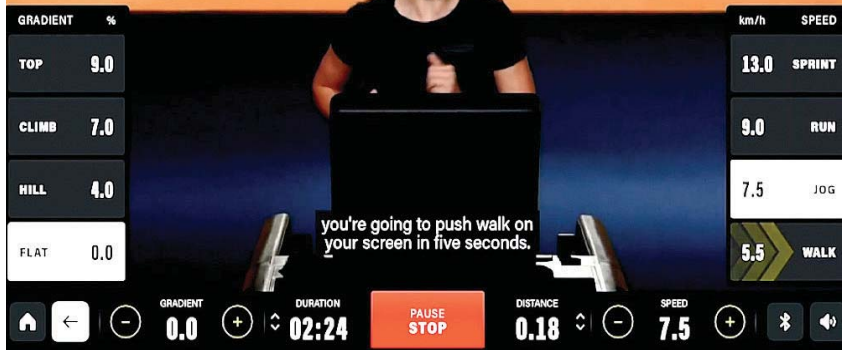 GRADIENT %
km/h SPEED
TOP 9.0
13.0 SPRINT
CLIMB 7.0
9.0 RUN
HILL 4.0
7.5 JOG
FLAT 0.0
5.5 WALK
you're going to push walk on
your screen in five seconds.
GRADIENT
0.0
DURATION
02:24
PAUSE
STOP
DISTANCE
0.18
SPEED
7.5